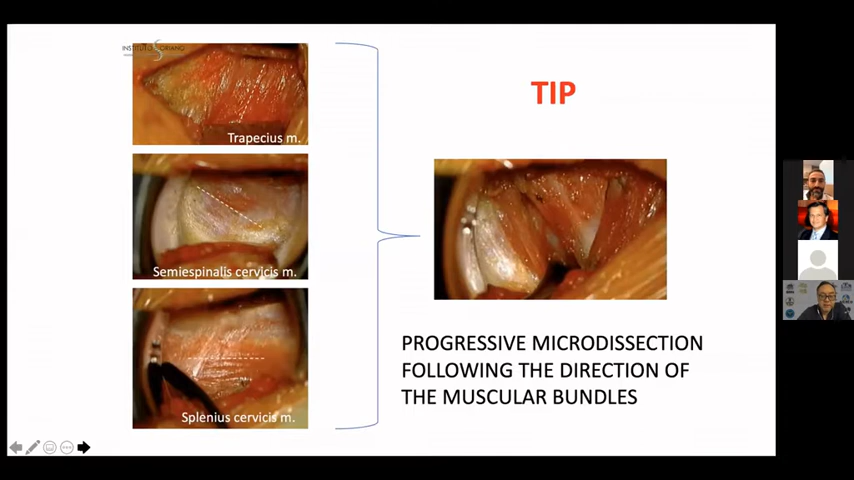 INSTITUTO SORIANO
Trapecius m.
Semiespinalis cervicis m.
Splenius cervicis m.
TIP
PROGRESSIVE MICRODISSECTION
FOLLOWING THE DIRECTION OF
THE MUSCULAR BUNDLES